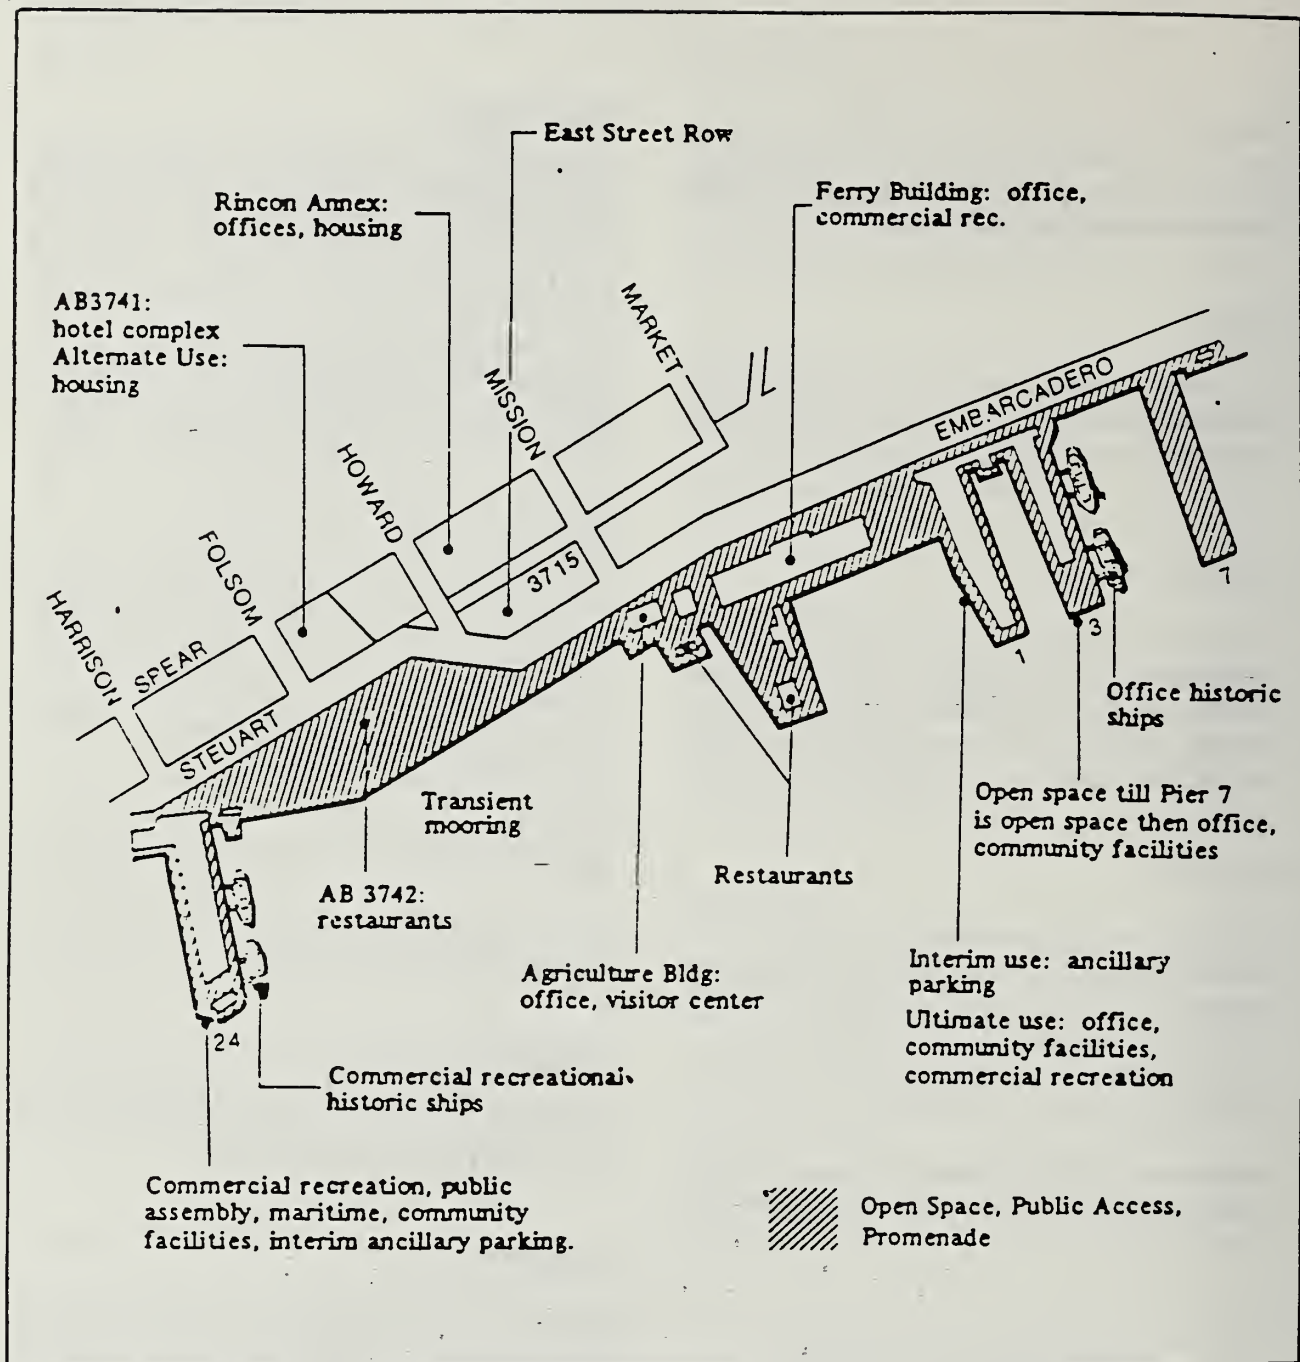 East Street Row
Rincon Annex:
offices, housing
Ferry Building: office,
commercial rec.
AB3741:
hotel complex
Alternate Use:
housing
MARKET
MISSION
HOWARD
FOLSOM
HARRISON
SPEAR
STEUART
EMBARCADERO
3715
7
3
1
Office historic
ships
Transient
mooring
Open space till Pier 7
is open space then office,
community facilities
Restaurants
AB 3742:
restaurants
Agriculture Bldg:
office, visitor center
Interim use: ancillary
parking
Ultimate use: office,
community facilities,
commercial recreation
24
Commercial recreational
historic ships
Commercial recreation, public
assembly, maritime, community
facilities, interim ancillary parking.
Open Space, Public Access,
Promenade